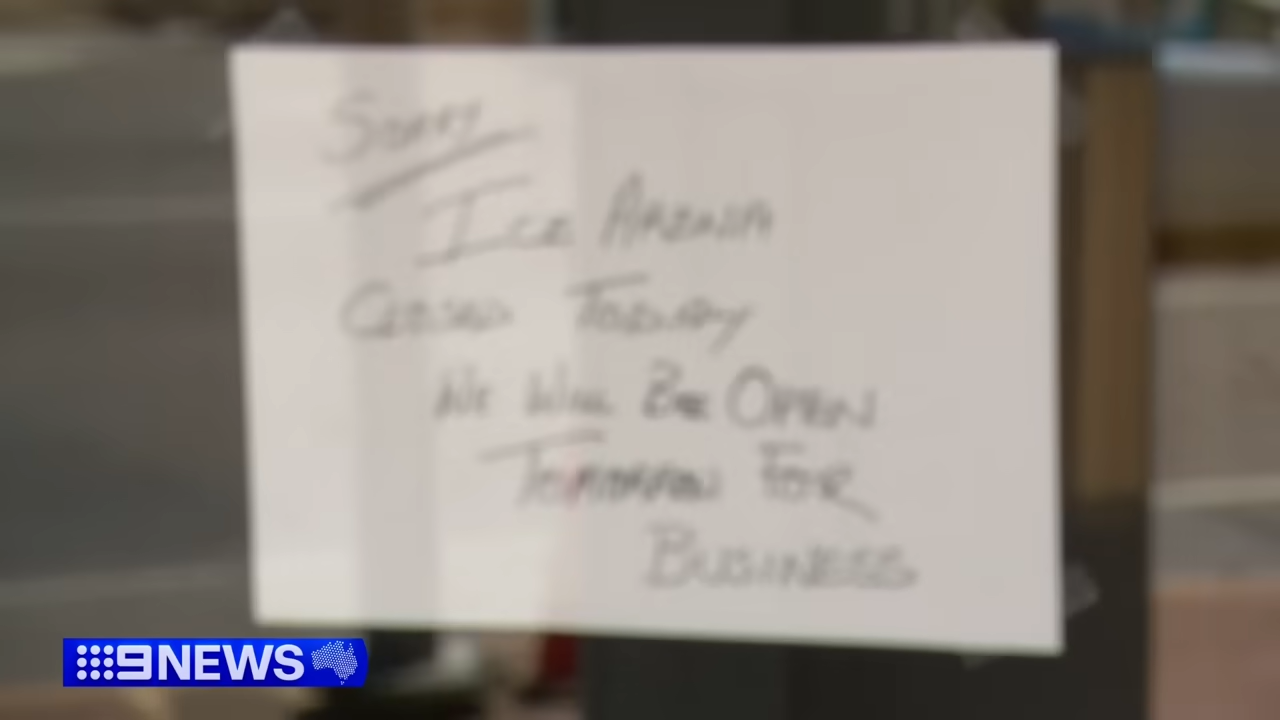 Sorry
ICE ARENA
CLOSED TODAY
WE WILL BE OPEN
TOMORROW FOR
BUSINESS
9NEWS